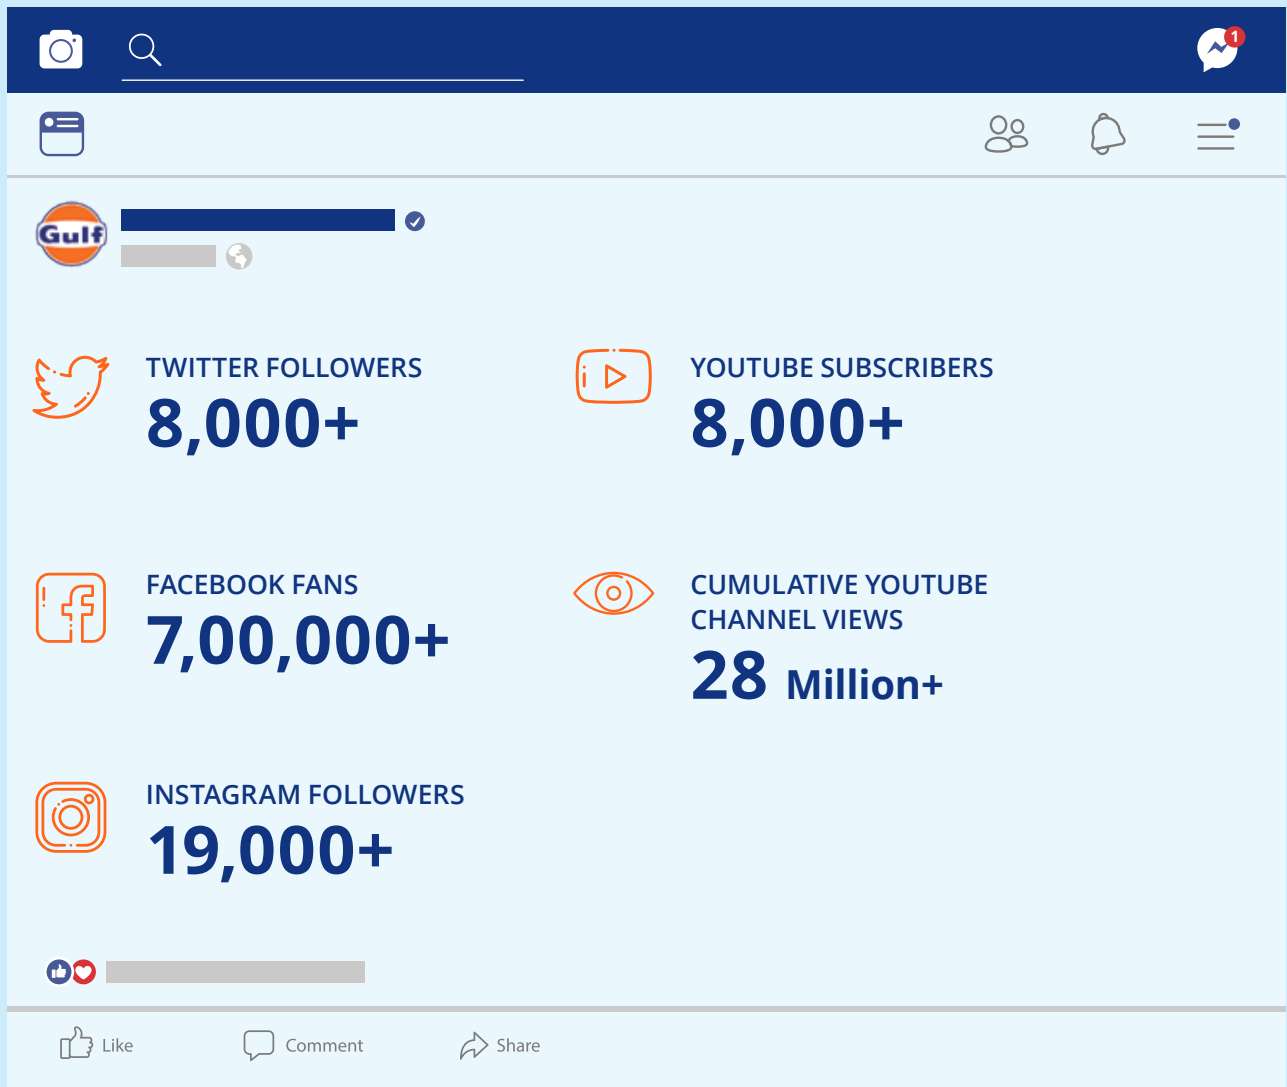 1
Gulf
TWITTER FOLLOWERS
8,000+
YOUTUBE SUBSCRIBERS
8,000+
FACEBOOK FANS
7,00,000+
CUMULATIVE YOUTUBE
CHANNEL VIEWS
28 Million+
INSTAGRAM FOLLOWERS
19,000+
Like
Comment
Share